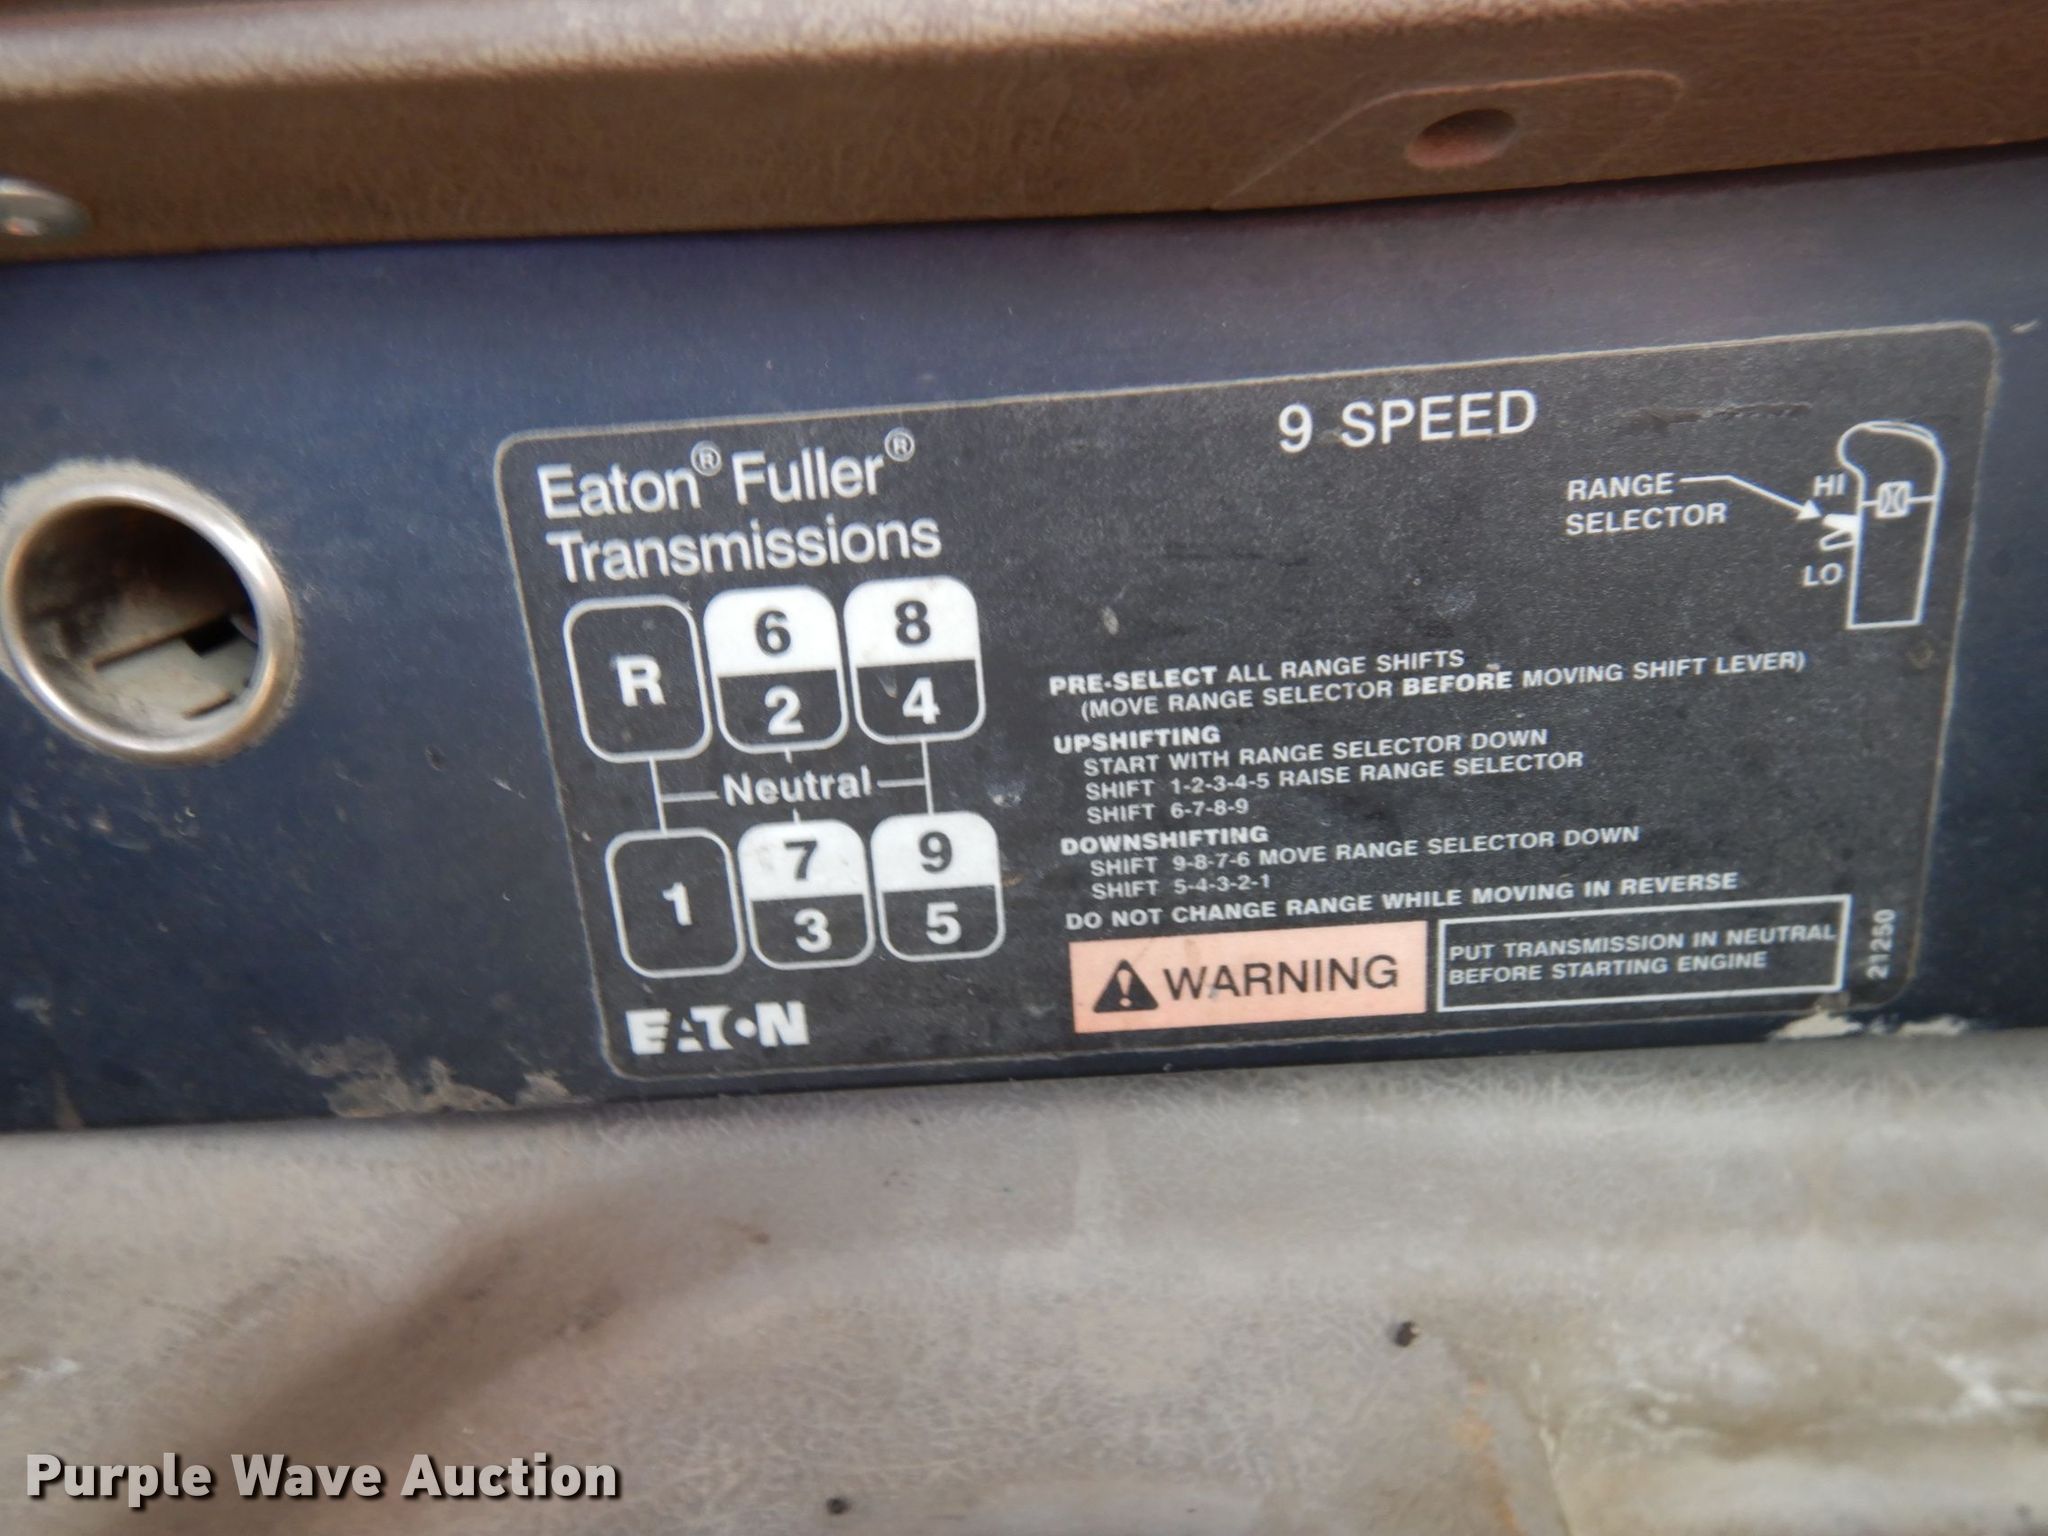 Eaton® Fuller®
Transmissions
9 SPEED
RANGE
SELECTOR
HI
LO
R
6
2
8
4
Neutral
1
7
3
9
5
EATON
PRE-SELECT ALL RANGE SHIFTS
(MOVE RANGE SELECTOR BEFORE MOVING SHIFT LEVER)
UPSHIFTING
START WITH RANGE SELECTOR DOWN
SHIFT 1-2-3-4-5 RAISE RANGE SELECTOR
SHIFT 6-7-8-9
DOWNSHIFTING
SHIFT 9-8-7-6 MOVE RANGE SELECTOR DOWN
SHIFT 5-4-3-2-1
DO NOT CHANGE RANGE WHILE MOVING IN REVERSE
WARNING
PUT TRANSMISSION IN NEUTRAL
BEFORE STARTING ENGINE
21250
Purple Wave Auction